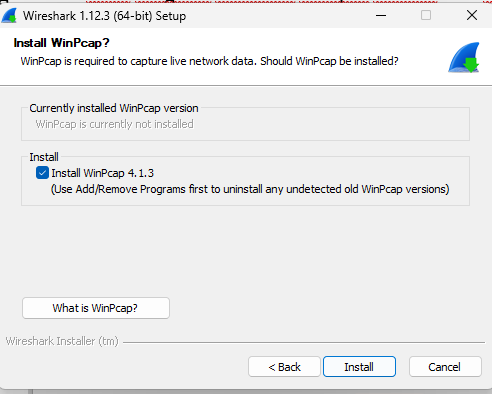 Wireshark 1.12.3 (64-bit) Setup
Install WinPcap?
WinPcap is required to capture live network data. Should WinPcap be installed?
Currently installed WinPcap version
WinPcap is currently not installed
Install
Install WinPcap 4.1.3
(Use Add/Remove Programs first to uninstall any undetected old WinPcap versions)
What is WinPcap?
Wireshark Installer (tm)
< Back
Install
Cancel